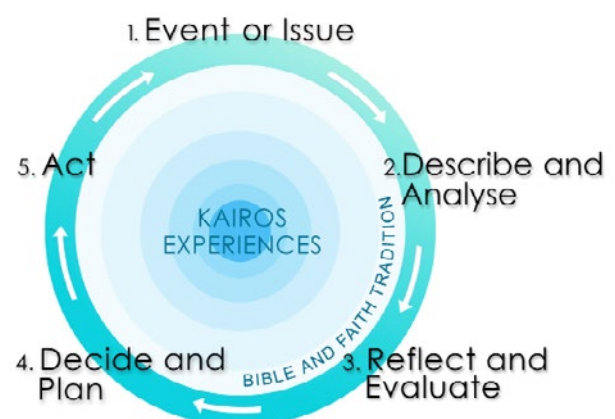 1. Event or Issue
2. Describe and
Analyse
3. Reflect and
Evaluate
4. Decide and
Plan
5. Act
KAIROS
EXPERIENCES
BIBLE AND FAITH TRADITION